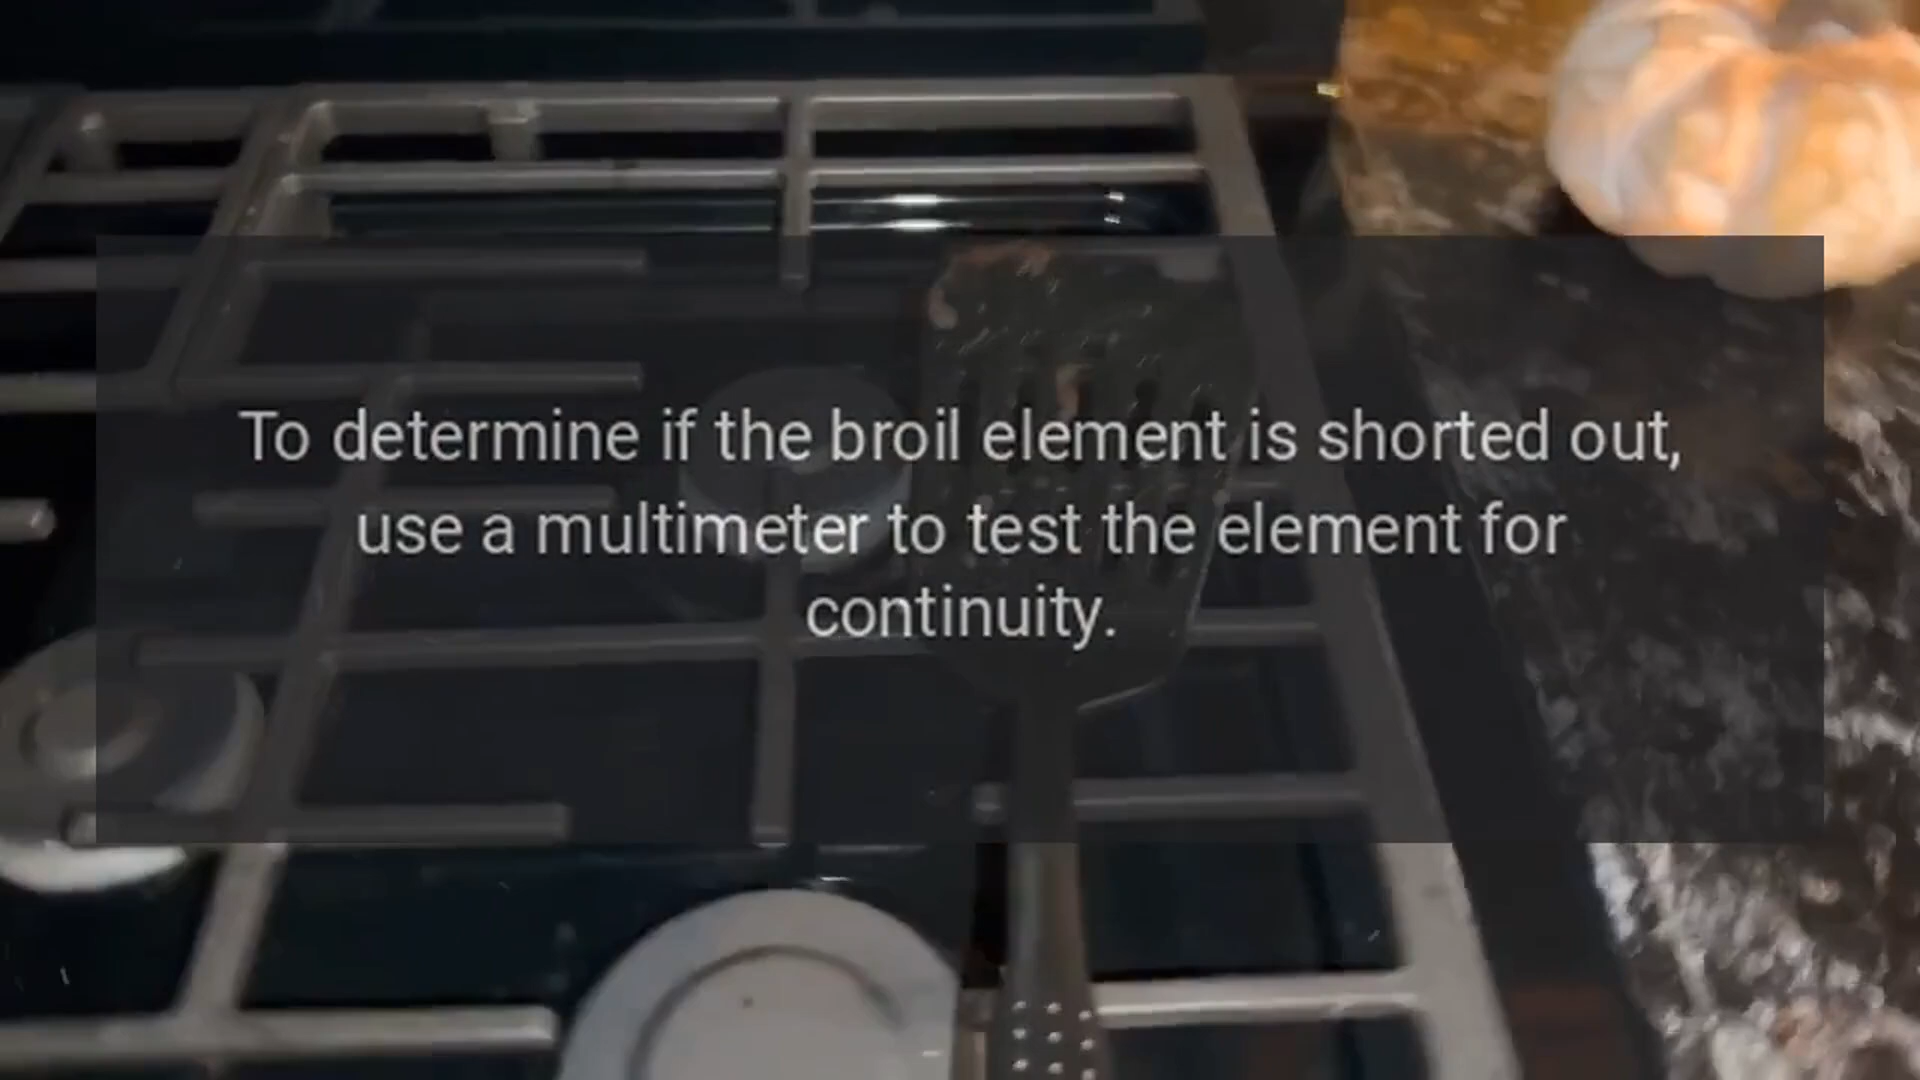 To determine if the broil element is shorted out,
use a multimeter to test the element for
continuity.